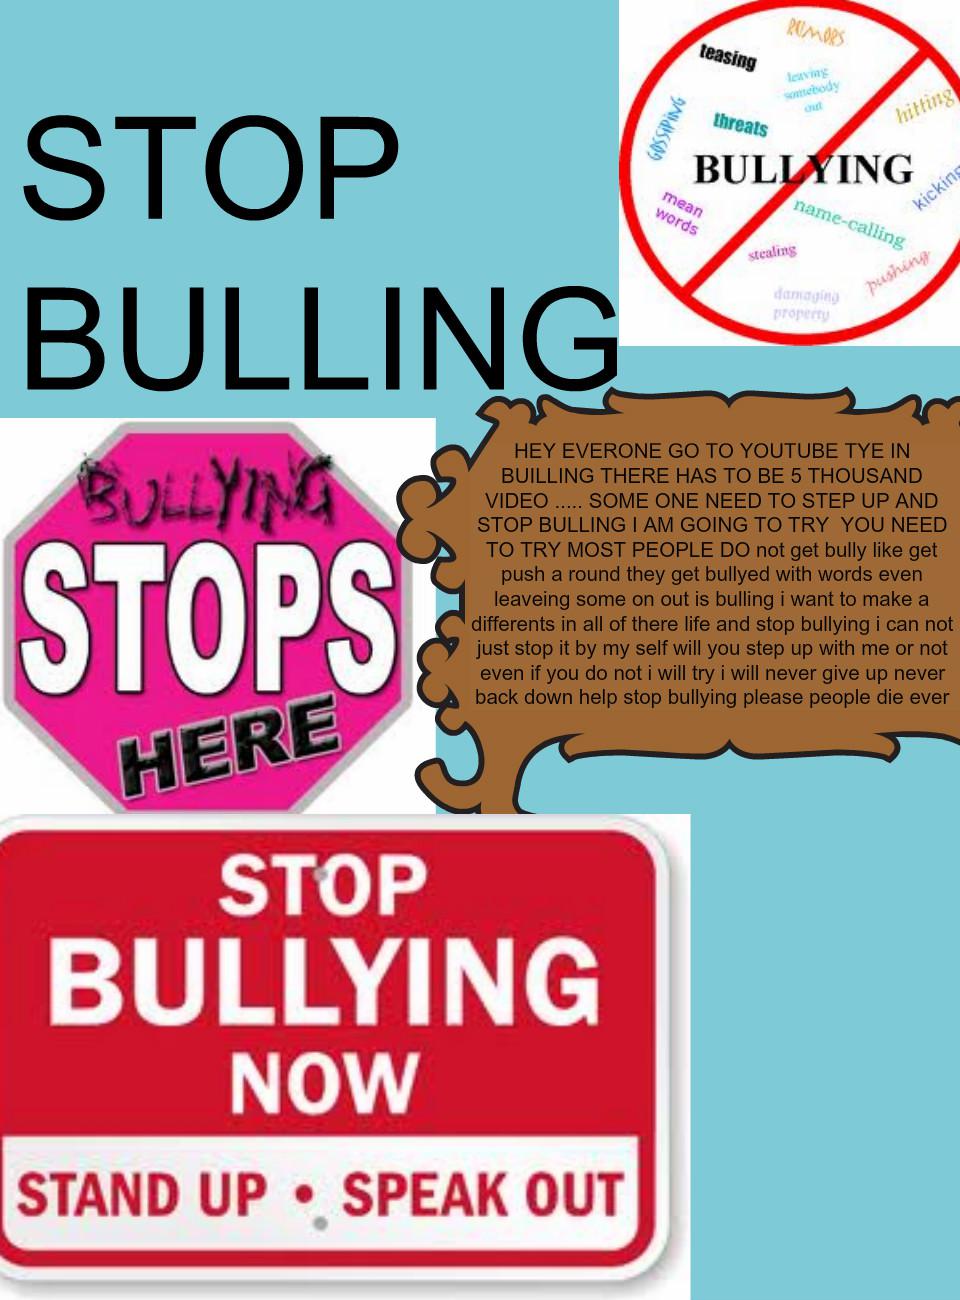 STOP
BULLING
RUMORS
teasing
leaving
somebody
out
hitting
GOSSIPING
threats
BULLYING
kicking
mean
words
name-calling
stealing
pushing
damaging
property
HEY EVERONE GO TO YOUTUBE TYE IN
BUILLING THERE HAS TO BE 5 THOUSAND
VIDEO ..... SOME ONE NEED TO STEP UP AND
STOP BULLING I AM GOING TO TRY  YOU NEED
TO TRY MOST PEOPLE DO not get bully like get
push a round they get bullyed with words even
leaveing some on out is bulling i want to make a
differents in all of there life and stop bullying i can not
just stop it by my self will you step up with me or not
even if you do not i will try i will never give up never
back down help stop bullying please people die ever
BULLYING
STOPS
HERE
STOP
BULLYING
NOW
STAND UP • SPEAK OUT